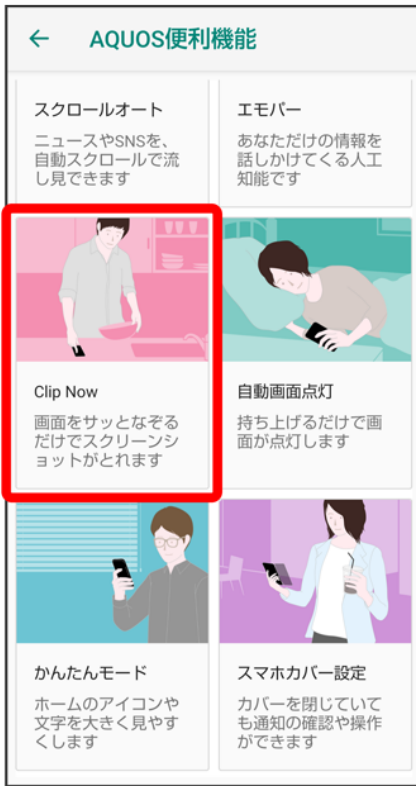 ← AQUOS便利機能
スクロールオート
ニュースやSNSを、
自動スクロールで流
し見できます
エモパー
あなただけの情報を
話しかけてくる人工
知能です
Clip Now
画面をサッとなぞる
だけでスクリーンシ
ョットがとれます
自動画面点灯
持ち上げるだけで画
面が点灯します
かんたんモード
ホームのアイコンや
文字を大きく見やす
くします
スマホカバー設定
カバーを閉じていて
も通知の確認や操作
ができます